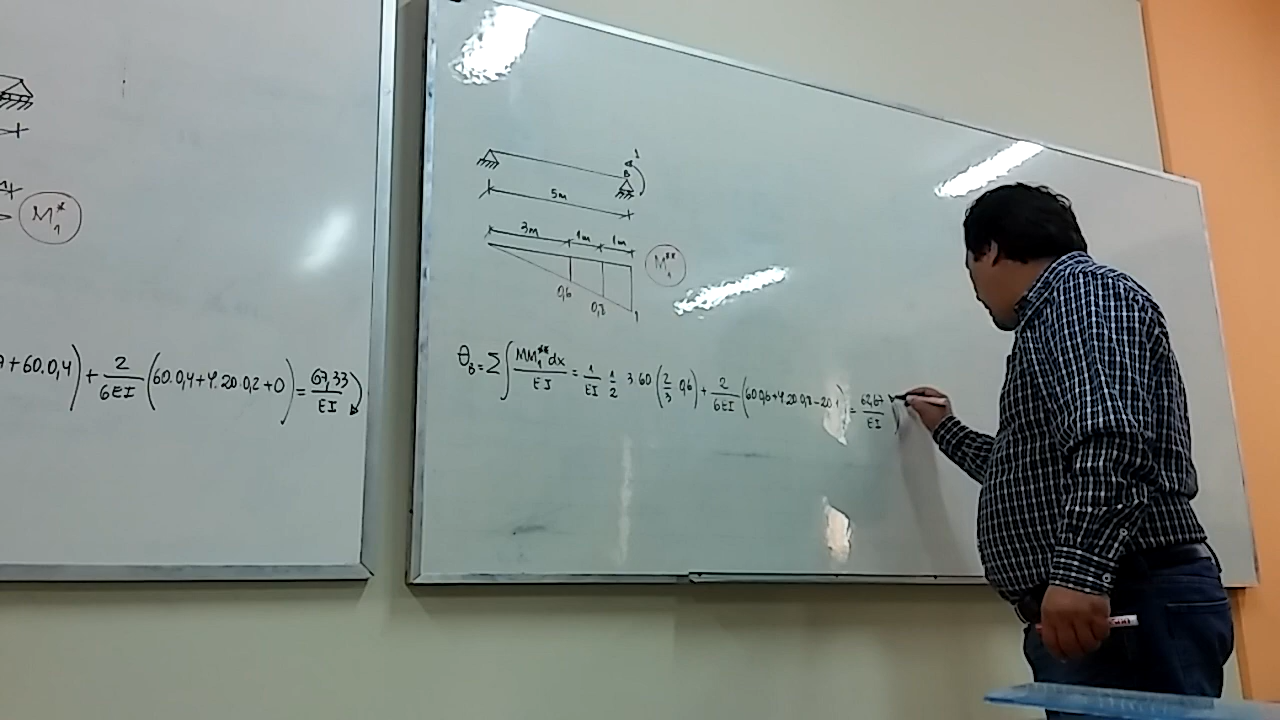 M₁*
+60.0,4) + 2/6EI (60.0,4+4.20.0,2+0) = 67,33/EI
1
B
5m
3m 1m 1m
M₁**
0,6
0,8
1
θ_B = Σ∫ MM₁**dx/EI = 1/EI 1/2 3.60 (2/3 0,6) + 2/6EI (60.0,6+4.20.0,8-20.1) = 62,67/EI